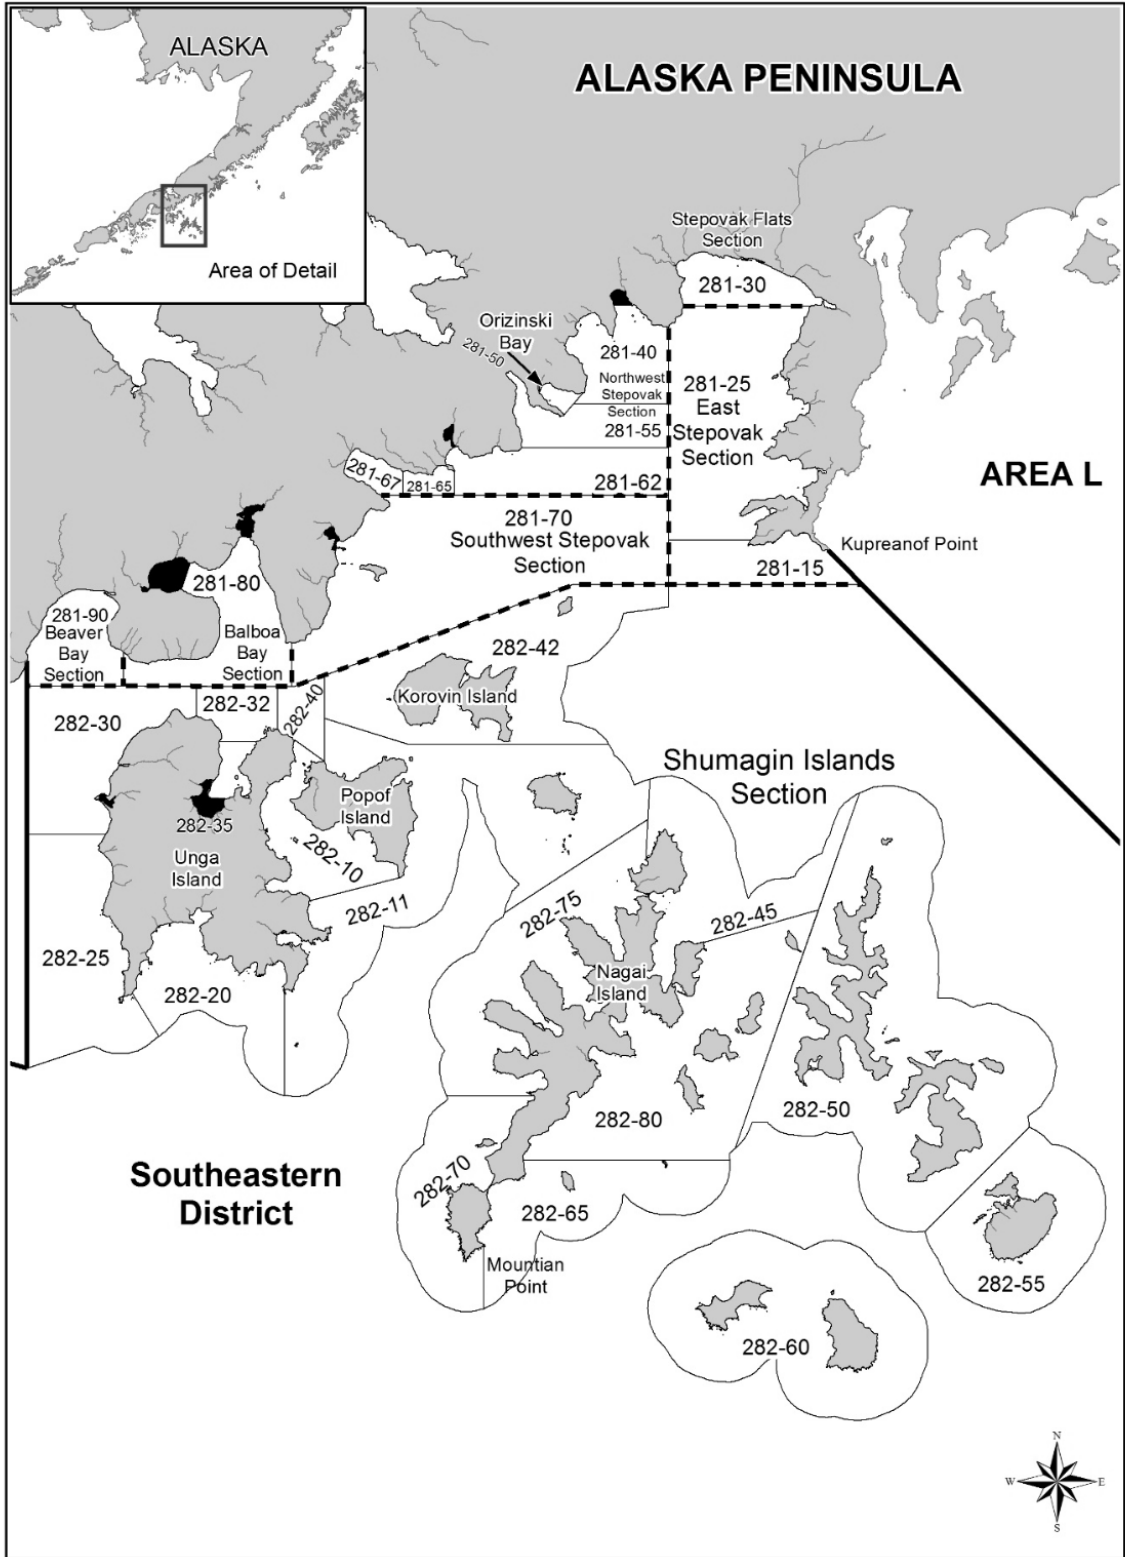 ALASKA
Area of Detail
ALASKA PENINSULA
Stepovak Flats
Section
281-30
Orizinski
Bay
281-50
281-40
Northwest
Stepovak
Section
281-55
281-25
East
Stepovak
Section
AREA L
281-67
281-65
281-62
281-70
Southwest Stepovak
Section
Kupreanof Point
281-15
281-80
281-90
Beaver
Bay
Section
Balboa
Bay
Section
282-42
Korovin Island
282-30
282-32
282-40
Shumagin Islands
Section
Popof
Island
282-35
Unga
Island
282-10
282-11
282-75
282-45
282-25
282-20
Nagai
Island
282-80
282-50
Southeastern
District
282-70
282-65
Mountian
Point
282-55
282-60
N
W
E
S